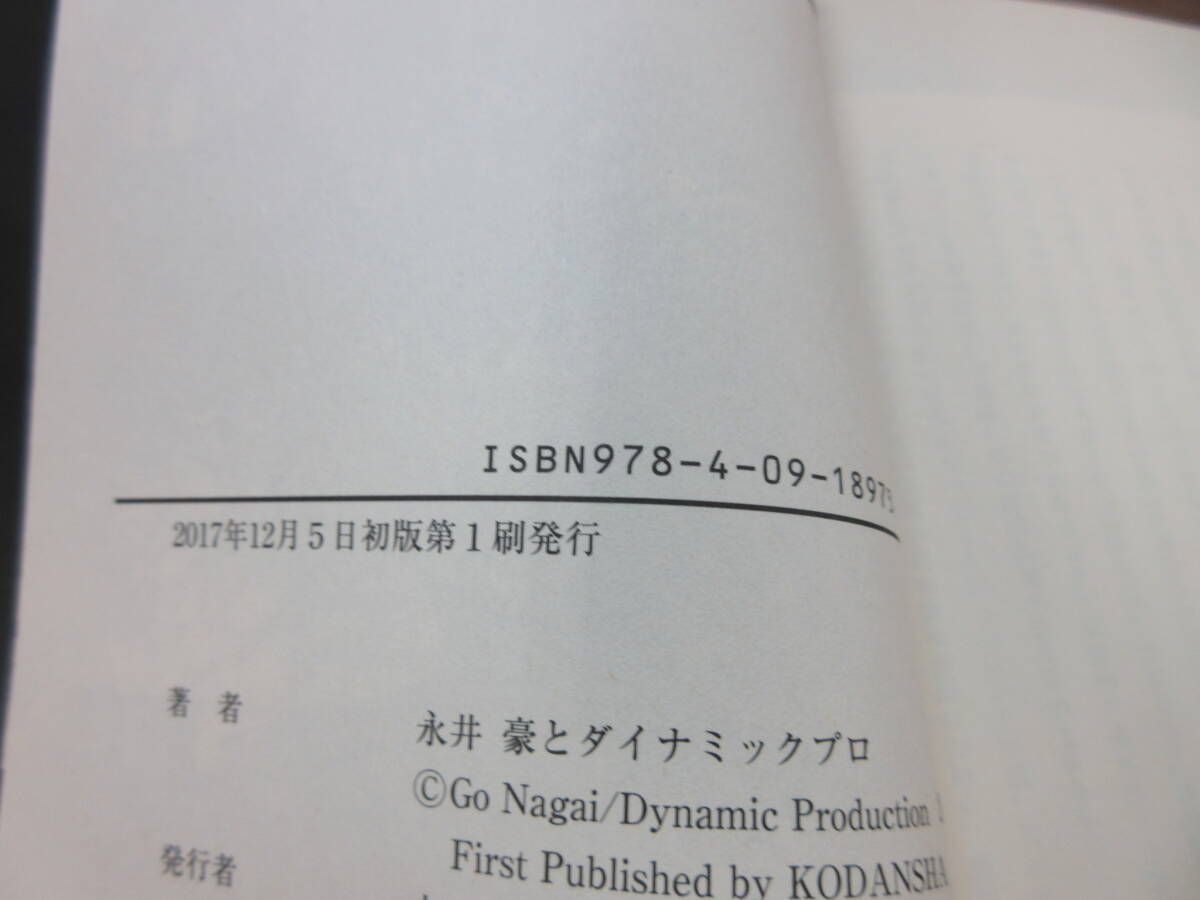 ISBN978-4-09-18973
2017年12月5日初版第1刷発行
著者
永井 豪とダイナミックプロ
©Go Nagai/Dynamic Production
First Published by KODANSHA
発行者